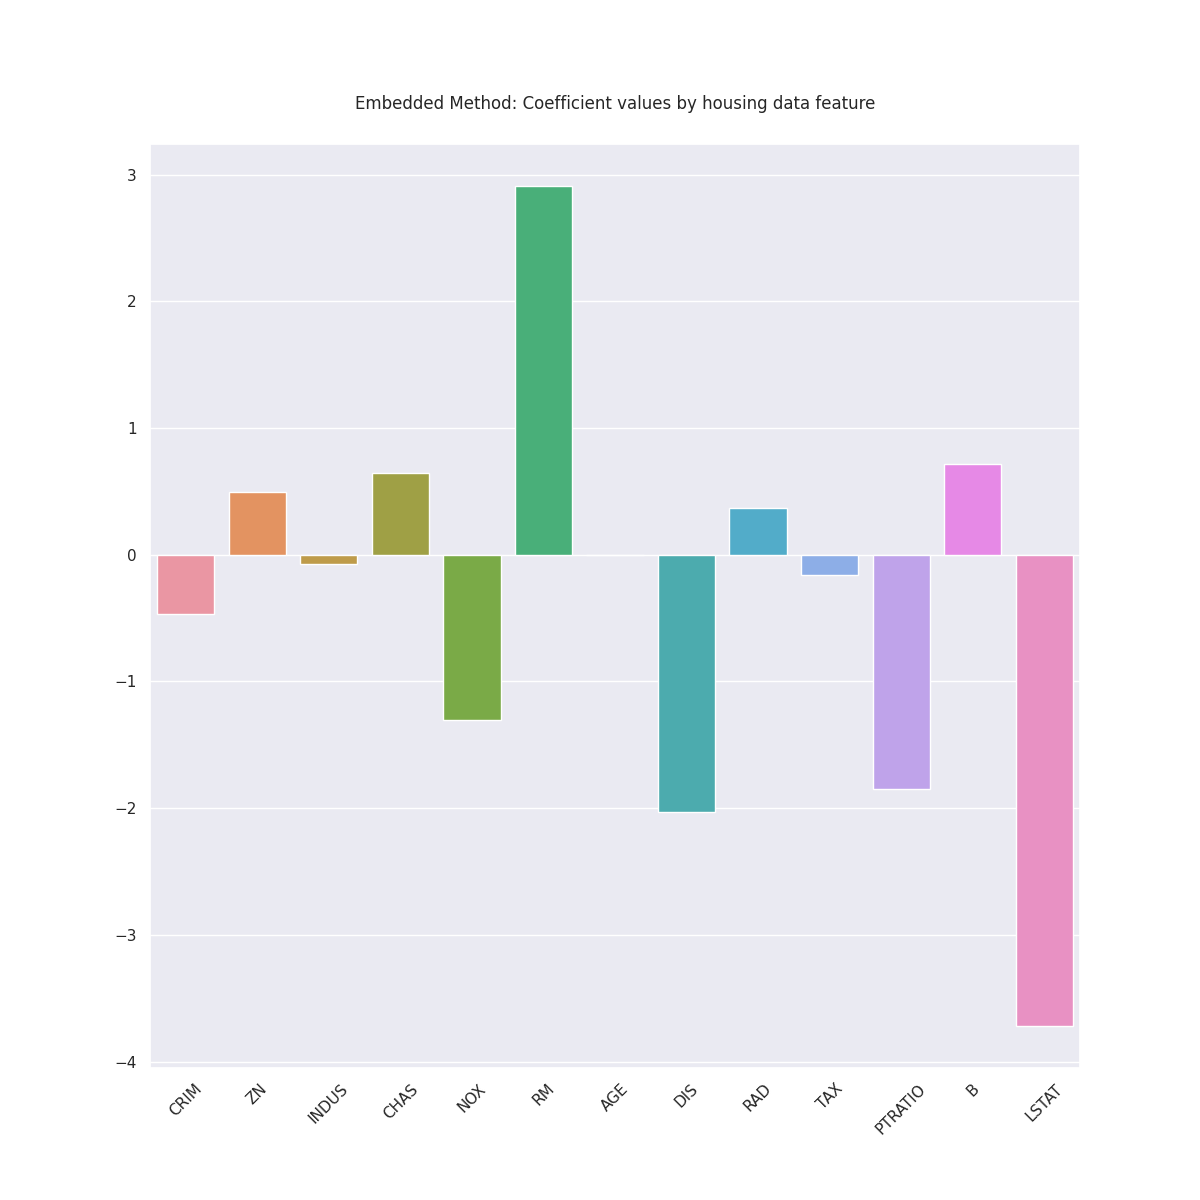 Embedded Method: Coefficient values by housing data feature
3
2
1
0
−1
−2
−3
−4
CRIM
ZN
INDUS
CHAS
NOX
RM
AGE
DIS
RAD
TAX
PTRATIO
B
LSTAT